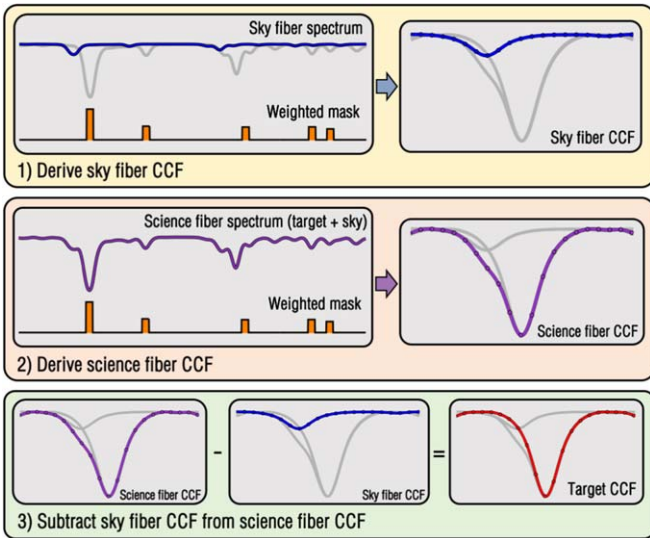 Sky fiber spectrum
Weighted mask
Sky fiber CCF
1) Derive sky fiber CCF
Science fiber spectrum (target + sky)
Weighted mask
Science fiber CCF
2) Derive science fiber CCF
Science fiber CCF
-
Sky fiber CCF
=
Target CCF
3) Subtract sky fiber CCF from science fiber CCF